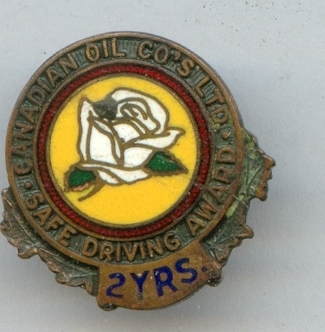 CANADIAN OIL CO'S LTD.
SAFE DRIVING AWARD
2 YRS.